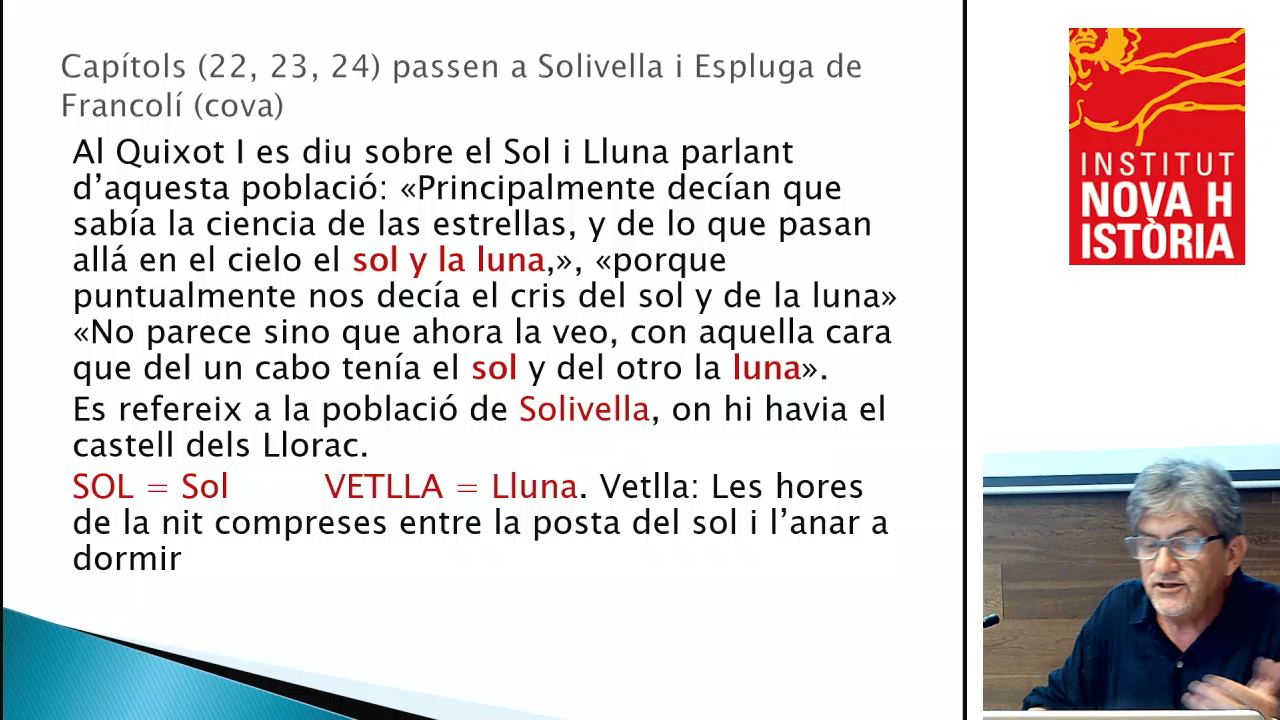 Capítols (22, 23, 24) passen a Solivella i Espluga de
Francolí (cova)
Al Quixot I es diu sobre el Sol i Lluna parlant
d’aquesta població: «Principalmente decían que
sabía la ciencia de las estrellas, y de lo que pasan
allá en el cielo el sol y la luna,», «porque
puntualmente nos decía el cris del sol y de la luna»
«No parece sino que ahora la veo, con aquella cara
que del un cabo tenía el sol y del otro la luna».
Es refereix a la població de Solivella, on hi havia el
castell dels Llorac.
SOL = Sol VETLLA = Lluna. Vetlla: Les hores
de la nit compreses entre la posta del sol i l’anar a
dormir
INSTITUT
NOVA H
ISTÒRIA